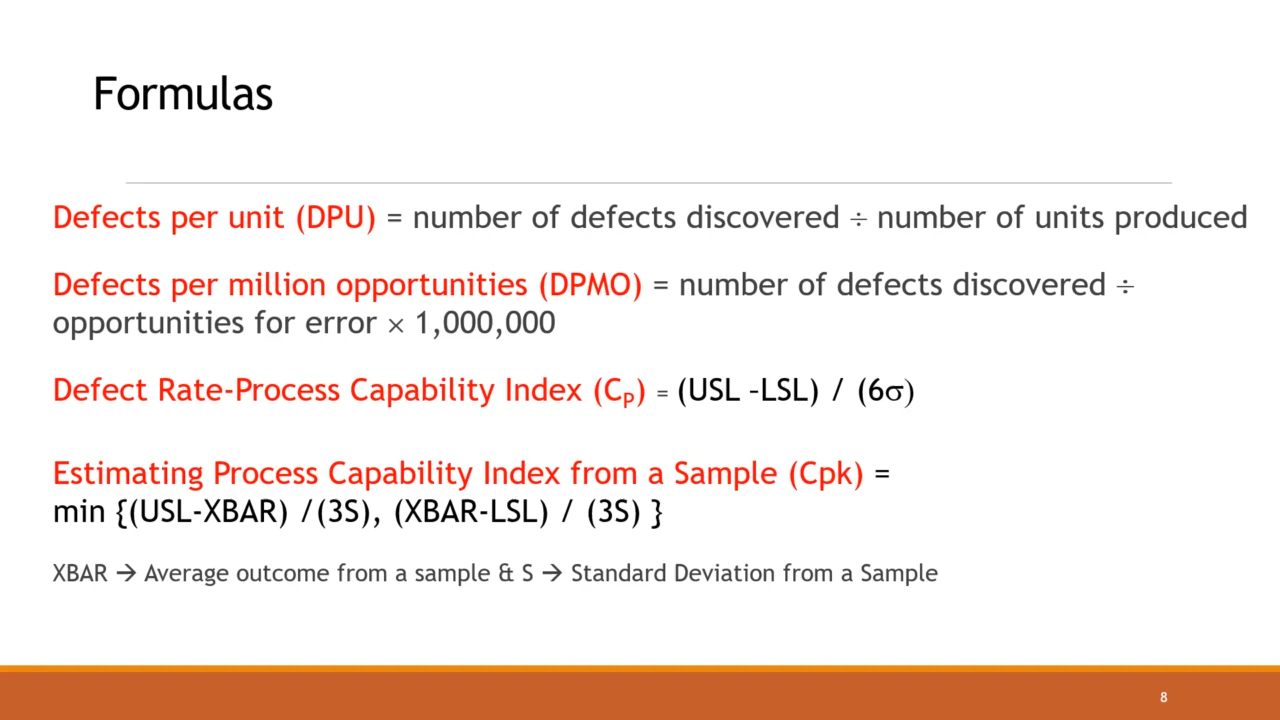 Formulas
Defects per unit (DPU) = number of defects discovered ÷ number of units produced
Defects per million opportunities (DPMO) = number of defects discovered ÷
opportunities for error × 1,000,000
Defect Rate-Process Capability Index (CP) = (USL –LSL) / (6σ)
Estimating Process Capability Index from a Sample (Cpk) =
min {(USL-XBAR) /(3S), (XBAR-LSL) / (3S) }
XBAR → Average outcome from a sample & S → Standard Deviation from a Sample
8